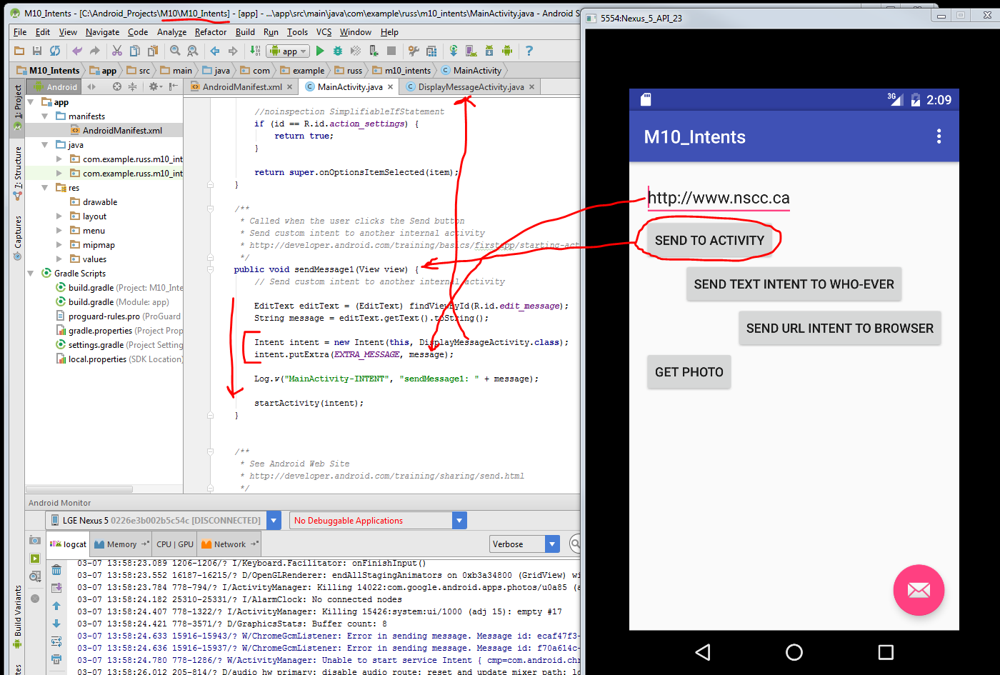 M10_Intents - [C:\Android_Projects\M10\M10_Intents] - [app] - ...\app\src\main\java\com\example\russ\m10_intents\MainActivity.java - Android S
File Edit View Navigate Code Analyze Refactor Build Run Tools VCS Window Help
app
M10_Intents app src main java com example russ m10_intents MainActivity
Android
AndroidManifest.xml
MainActivity.java
DisplayMessageActivity.java
1: Project
7: Structure
Captures
Build Variants
app
manifests
AndroidManifest.xml
java
com.example.russ.m10_int
com.example.russ.m10_int
res
drawable
layout
menu
mipmap
values
Gradle Scripts
build.gradle (Project: M10_Inte
build.gradle (Module: app)
proguard-rules.pro (ProGuard
gradle.properties (Project Prop
settings.gradle (Project Setting
local.properties (SDK Location)
//noinspection SimplifiableIfStatement
if (id == R.id.action_settings) {
return true;
}
return super.onOptionsItemSelected(item);
}
/**
* Called when the user clicks the Send button
* Send custom intent to another internal activity
* http://developer.android.com/training/basics/firstapp/starting-act
*/
public void sendMessage1(View view) {
// Send custom intent to another internal activity
EditText editText = (EditText) findViewById(R.id.edit_message);
String message = editText.getText().toString();
Intent intent = new Intent(this, DisplayMessageActivity.class);
intent.putExtra(EXTRA_MESSAGE, message);
Log.w("MainActivity-INTENT", "sendMessage1: " + message);
startActivity(intent);
}
/**
* See Android Web Site
* http://developer.android.com/training/sharing/send.html
*/
Android Monitor
LGE Nexus 5 0226e3b002b5c54c [DISCONNECTED]
No Debuggable Applications
logcat Memory CPU | GPU Network
Verbose
03-07 13:58:23.089 1206-1206/? I/Keyboard.Facilitator: onFinishInput()
03-07 13:58:23.552 16187-16215/? D/OpenGLRenderer: endAllStagingAnimators on 0xb3a34800 (GridView) wi
03-07 13:58:23.784 778-794/? I/ActivityManager: Killing 14022:com.google.android.apps.photos/u0a85 (a
03-07 13:58:24.182 25310-25331/? I/AlarmClock: No connected nodes
03-07 13:58:24.407 778-1322/? I/ActivityManager: Killing 15426:system:ui/1000 (adj 15): empty #17
03-07 13:58:24.421 778-3571/? D/GraphicsStats: Buffer count: 8
03-07 13:58:24.633 15916-15943/? W/ChromeGcmListener: Error in sending message. Message id: ecaf47f3-
03-07 13:58:24.636 15916-15937/? W/ChromeGcmListener: Error in sending message. Message id: f70a614c-
03-07 13:58:24.780 778-1286/? W/ActivityManager: Unable to start service Intent { cmp=com.android.chr
03-07 13:58:26.012 205-814/? D/audio_hw_primary: disable_audio_route: reset and update mixer path: lo
5554:Nexus_5_API_23
3G 2:09
M10_Intents
http://www.nscc.ca
SEND TO ACTIVITY
SEND TEXT INTENT TO WHO-EVER
SEND URL INTENT TO BROWSER
GET PHOTO